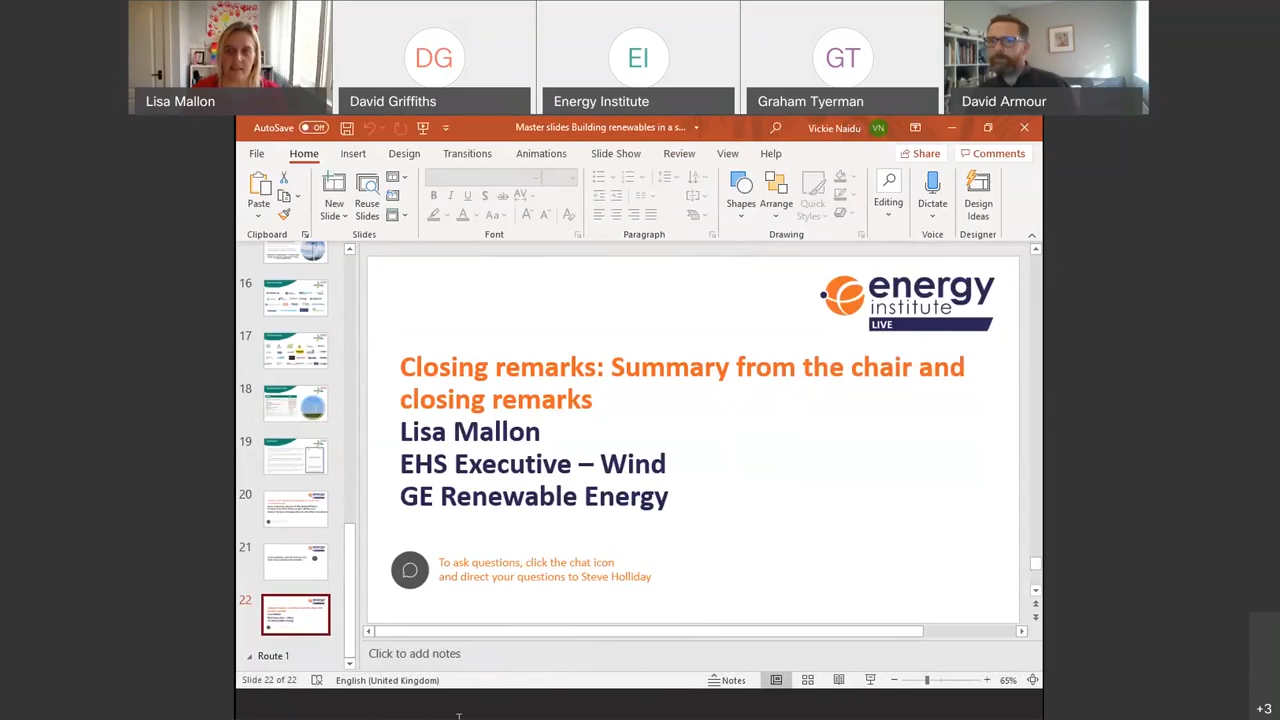 DG
EI
GT
Lisa Mallon
David Griffiths
Energy Institute
Graham Tyerman
David Armour
AutoSave Off
Master slides Building renewables in a s...
Vickie Naidu VN
File Home Insert Design Transitions Animations Slide Show Review View Help
Share Comments
Paste
New
Slide
Reuse
Slides
B I U S ab AV
A Aa A A A
Shapes
Arrange
Quick
Styles
Editing
Dictate
Design
Ideas
Clipboard Slides Font Paragraph Drawing Voice Designer
16
17
18
19
20
21
22
Route 1
energy
institute
LIVE
Closing remarks: Summary from the chair and
closing remarks
Lisa Mallon
EHS Executive – Wind
GE Renewable Energy
To ask questions, click the chat icon
and direct your questions to Steve Holliday
Click to add notes
Slide 22 of 22 English (United Kingdom) Notes 65%
+3